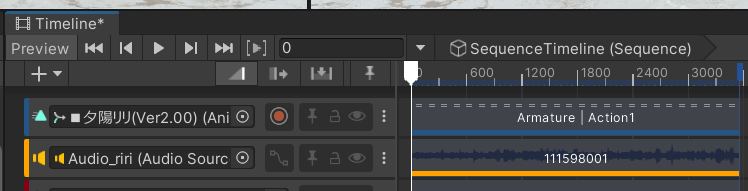 Timeline*
Preview 0 SequenceTimeline (Sequence)
0 600 1200 1800 2400 3000
■夕陽リリ(Ver2.00) (Ani Armature | Action1
Audio_riri (Audio Sourc 111598001